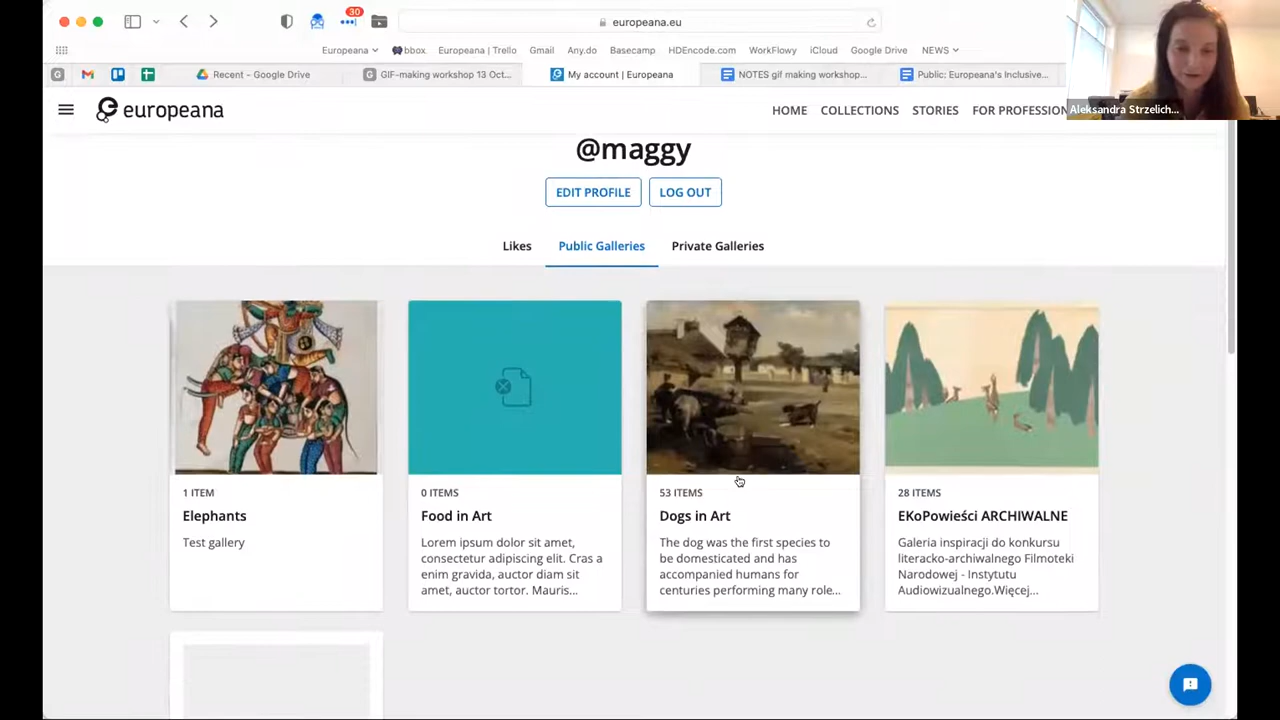 30
europeana.eu
Europeana
bbox
Europeana | Trello
Gmail
Any.do
Basecamp
HDEncode.com
WorkFlowy
iCloud
Google Drive
NEWS
Recent - Google Drive
GIF-making workshop 13 Oct...
My account | Europeana
NOTES gif making workshop...
Public: Europeana's Inclusive...
europeana
HOME
COLLECTIONS
STORIES
FOR PROFESSION
Aleksandra Strzelich...
@maggy
EDIT PROFILE
LOG OUT
Likes
Public Galleries
Private Galleries
1 ITEM
Elephants
Test gallery
0 ITEMS
Food in Art
Lorem ipsum dolor sit amet,
consectetur adipiscing elit. Cras a
enim gravida, auctor diam sit
amet, auctor tortor. Mauris...
53 ITEMS
Dogs in Art
The dog was the first species to
be domesticated and has
accompanied humans for
centuries performing many role...
28 ITEMS
EKoPowieści ARCHIWALNE
Galeria inspiracji do konkursu
literacko-archiwalnego Filmoteki
Narodowej - Instytutu
Audiowizualnego.Więcej...